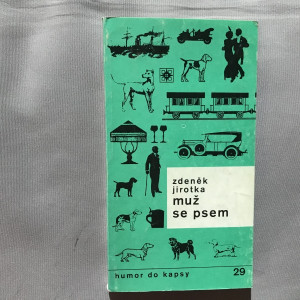 zdeněk
jirotka
muž
se psem
humor do kapsy 29